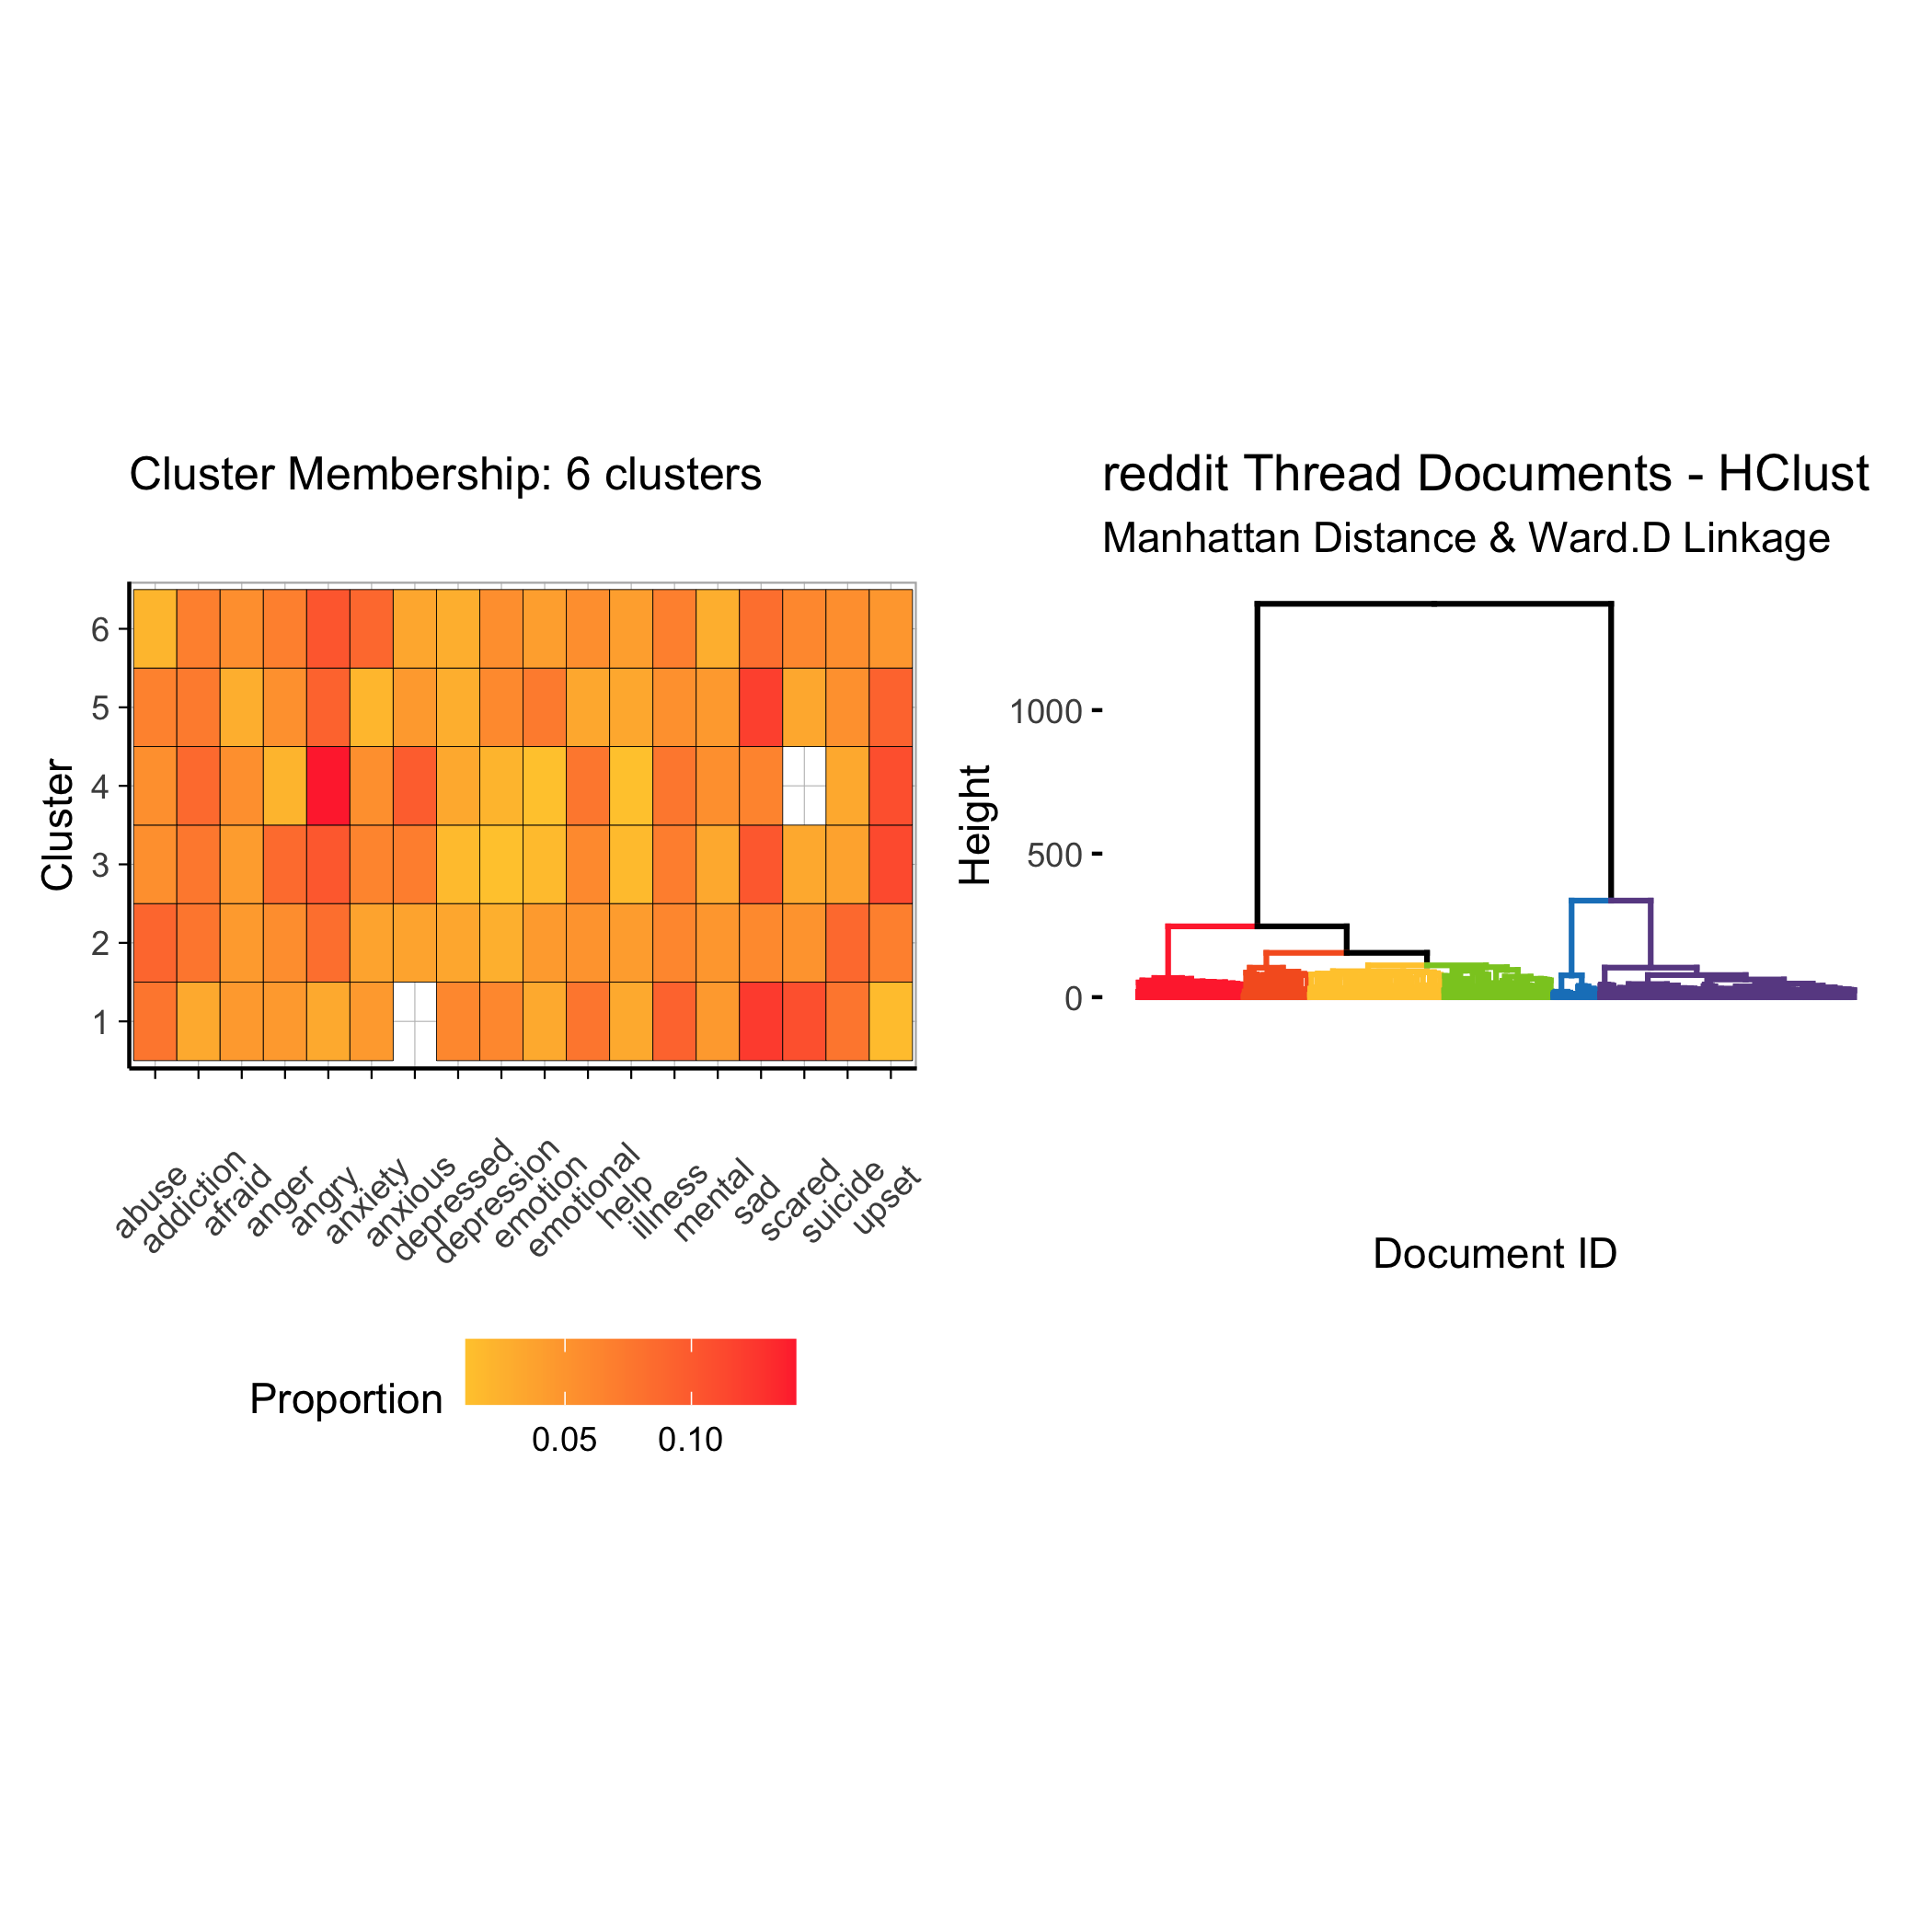 Cluster Membership: 6 clusters
Cluster
6
5
4
3
2
1
abuse
addiction
afraid
anger
angry
anxiety
anxious
depressed
depression
emotion
emotional
help
illness
mental
sad
scared
suicide
upset
Proportion
0.05 0.10
reddit Thread Documents - HClust
Manhattan Distance & Ward.D Linkage
Height
1000
500
0
Document ID